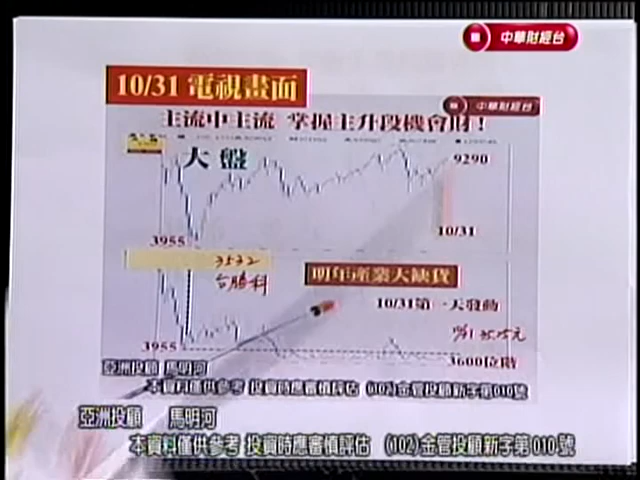 中華財經台
10/31 電視畫面
中華財經台
主流中主流 掌握主升段機會財！
大盤
9290
10/31
3955
3532
台勝科
明年產業大缺貨
10/31第一天發動
3955
3600位階
亞洲投顧 馬明河
本資料僅供參考 投資時應審慎評估 (102)金管投顧新字第010號
亞洲投顧 馬明河
本資料僅供參考 投資時應審慎評估 (102)金管投顧新字第010號